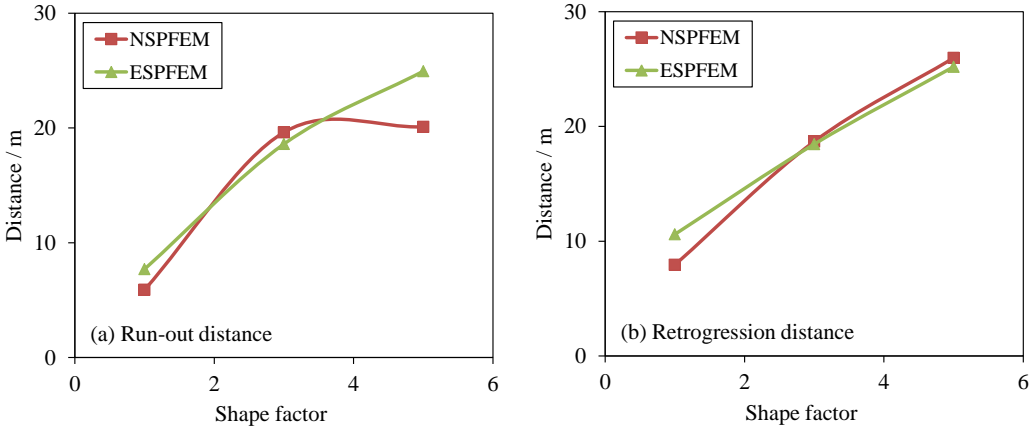 30
20
10
0
Distance / m
NSPFEM
ESPFEM
(a) Run-out distance
0
2
4
6
Shape factor
30
20
10
0
Distance / m
NSPFEM
ESPFEM
(b) Retrogression distance
0
2
4
6
Shape factor